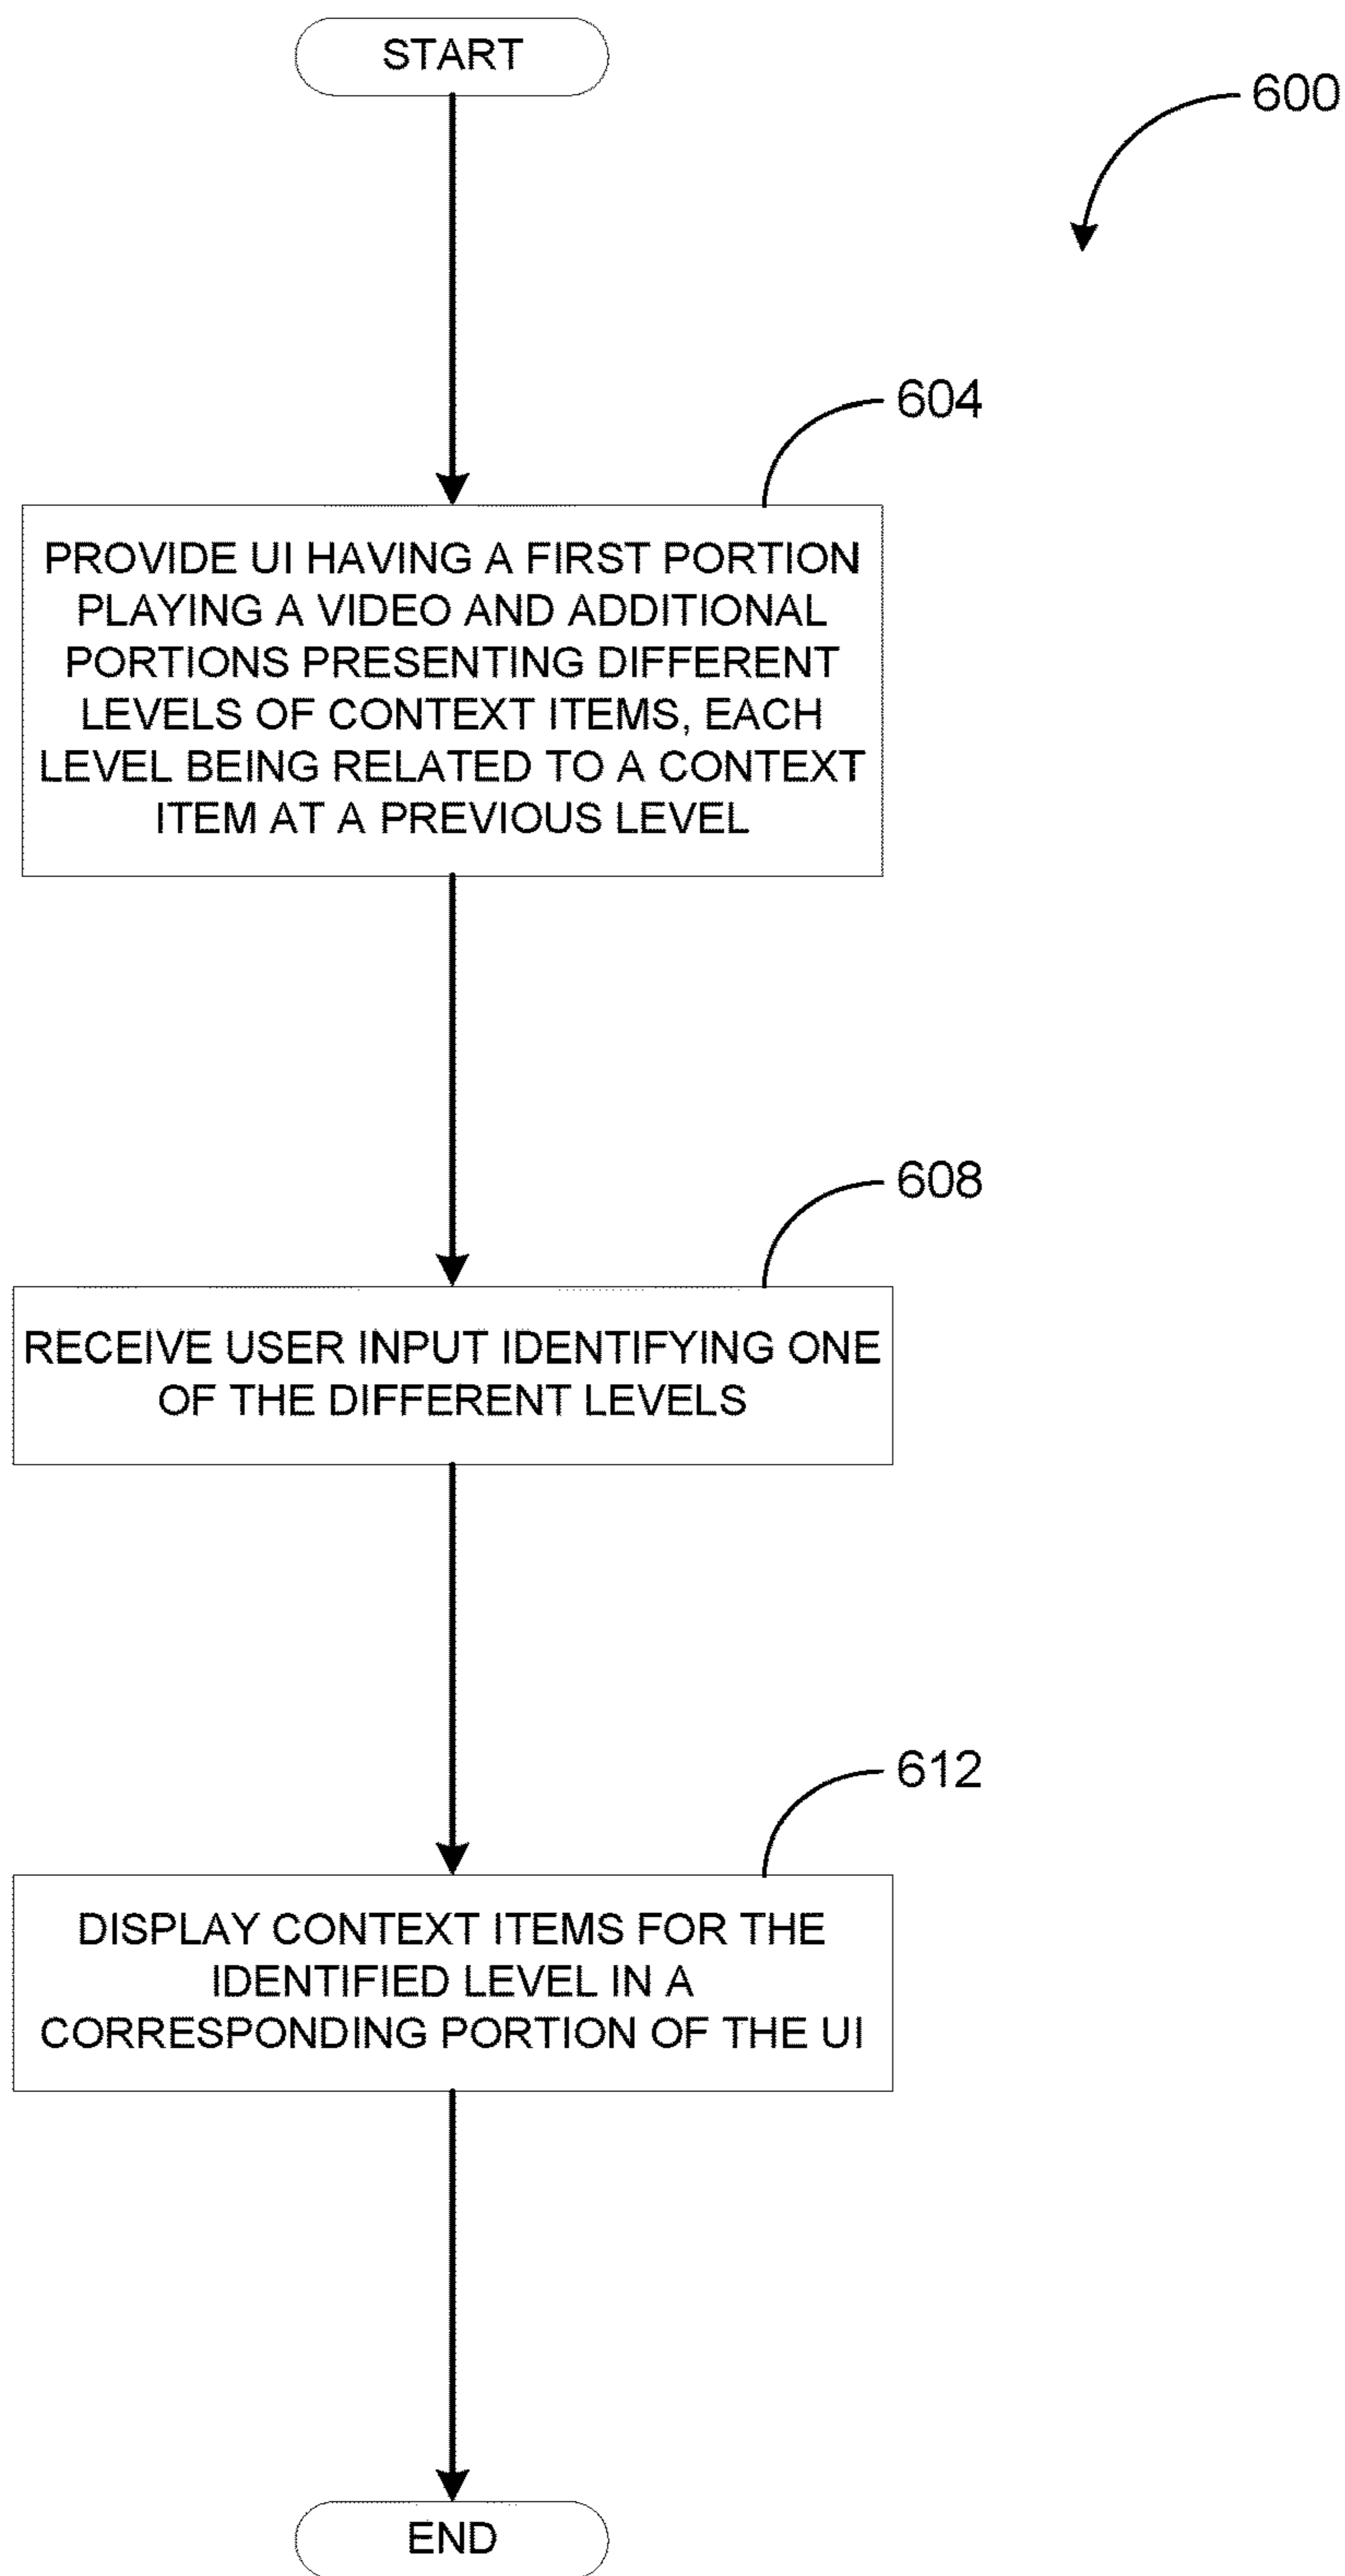 START
600
604
PROVIDE UI HAVING A FIRST PORTION
PLAYING A VIDEO AND ADDITIONAL
PORTIONS PRESENTING DIFFERENT
LEVELS OF CONTEXT ITEMS, EACH
LEVEL BEING RELATED TO A CONTEXT
ITEM AT A PREVIOUS LEVEL
608
RECEIVE USER INPUT IDENTIFYING ONE
OF THE DIFFERENT LEVELS
612
DISPLAY CONTEXT ITEMS FOR THE
IDENTIFIED LEVEL IN A
CORRESPONDING PORTION OF THE UI
END